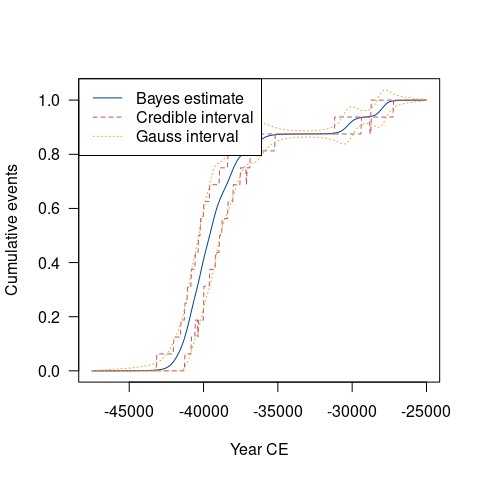 Bayes estimate
Credible interval
Gauss interval
1.0
0.8
0.6
0.4
0.2
0.0
Cumulative events
-45000 -40000 -35000 -30000 -25000
Year CE